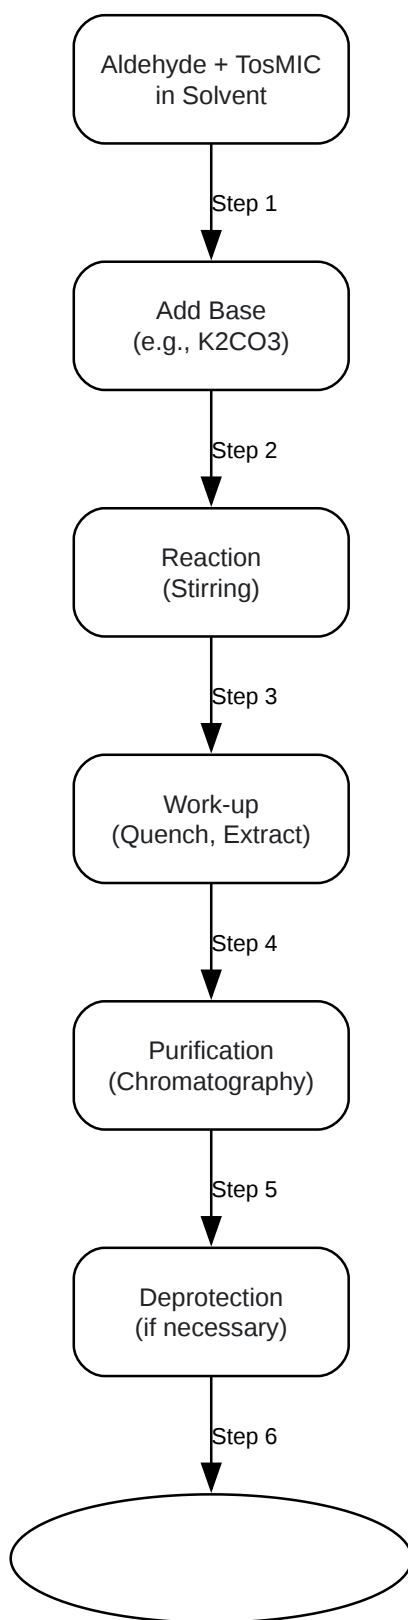 Aldehyde + TosMIC
in Solvent
Step 1
Add Base
(e.g., K2CO3)
Step 2
Reaction
(Stirring)
Step 3
Work-up
(Quench, Extract)
Step 4
Purification
(Chromatography)
Step 5
Deprotection
(if necessary)
Step 6